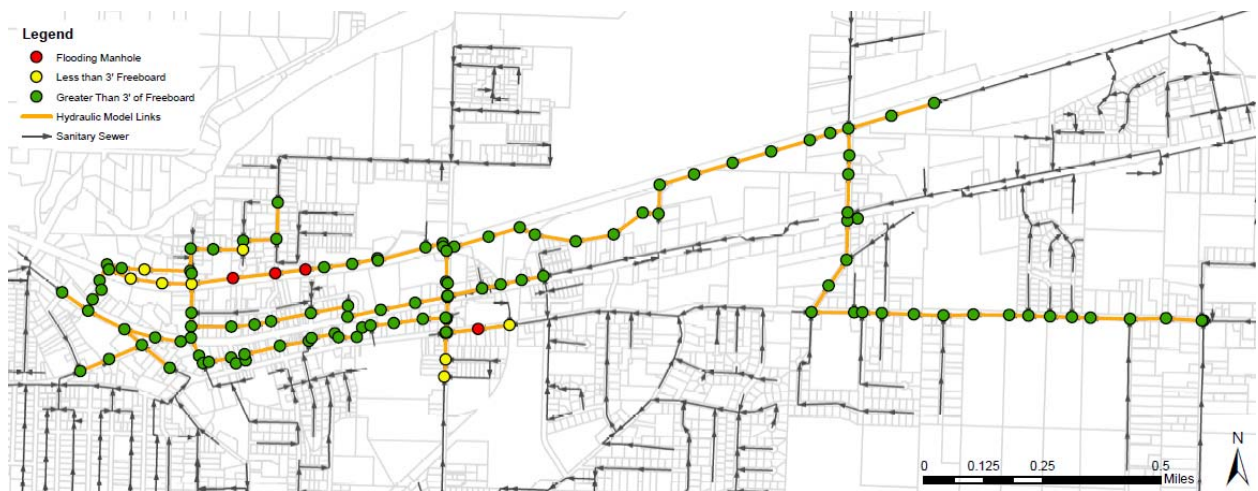 Legend
Flooding Manhole
Less than 3' Freeboard
Greater Than 3' of Freeboard
Hydraulic Model Links
Sanitary Sewer
N
0 0.125 0.25 0.5
Miles